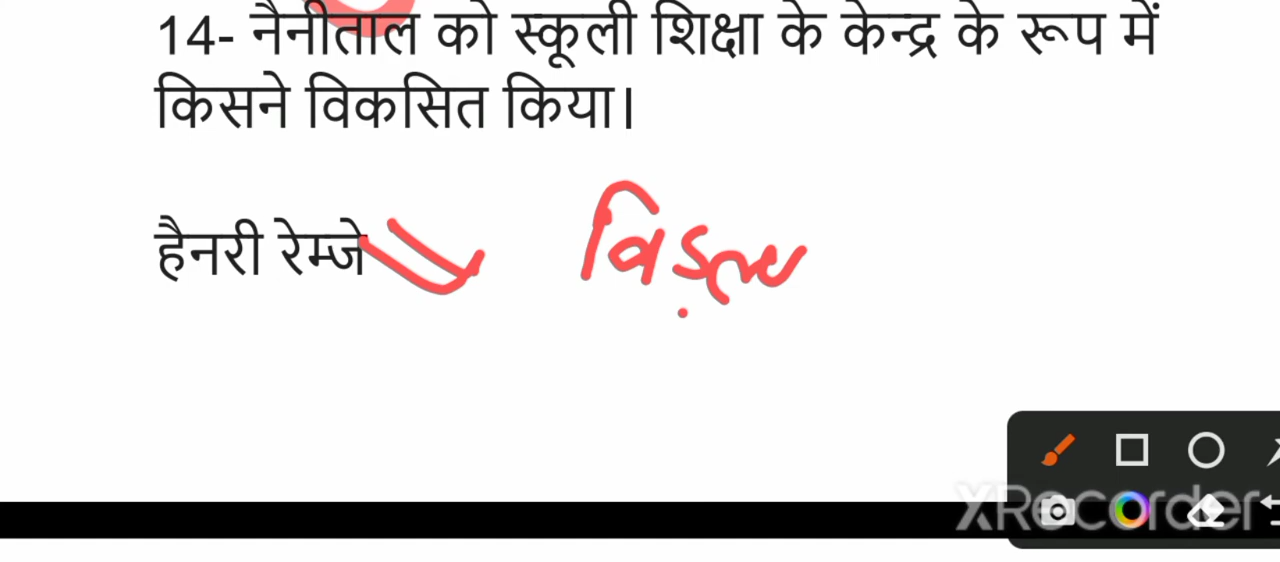 14- नैनीताल को स्कूली शिक्षा के केन्द्र के रूप में
किसने विकसित किया।
हैनरी रेम्जे
XRecorder